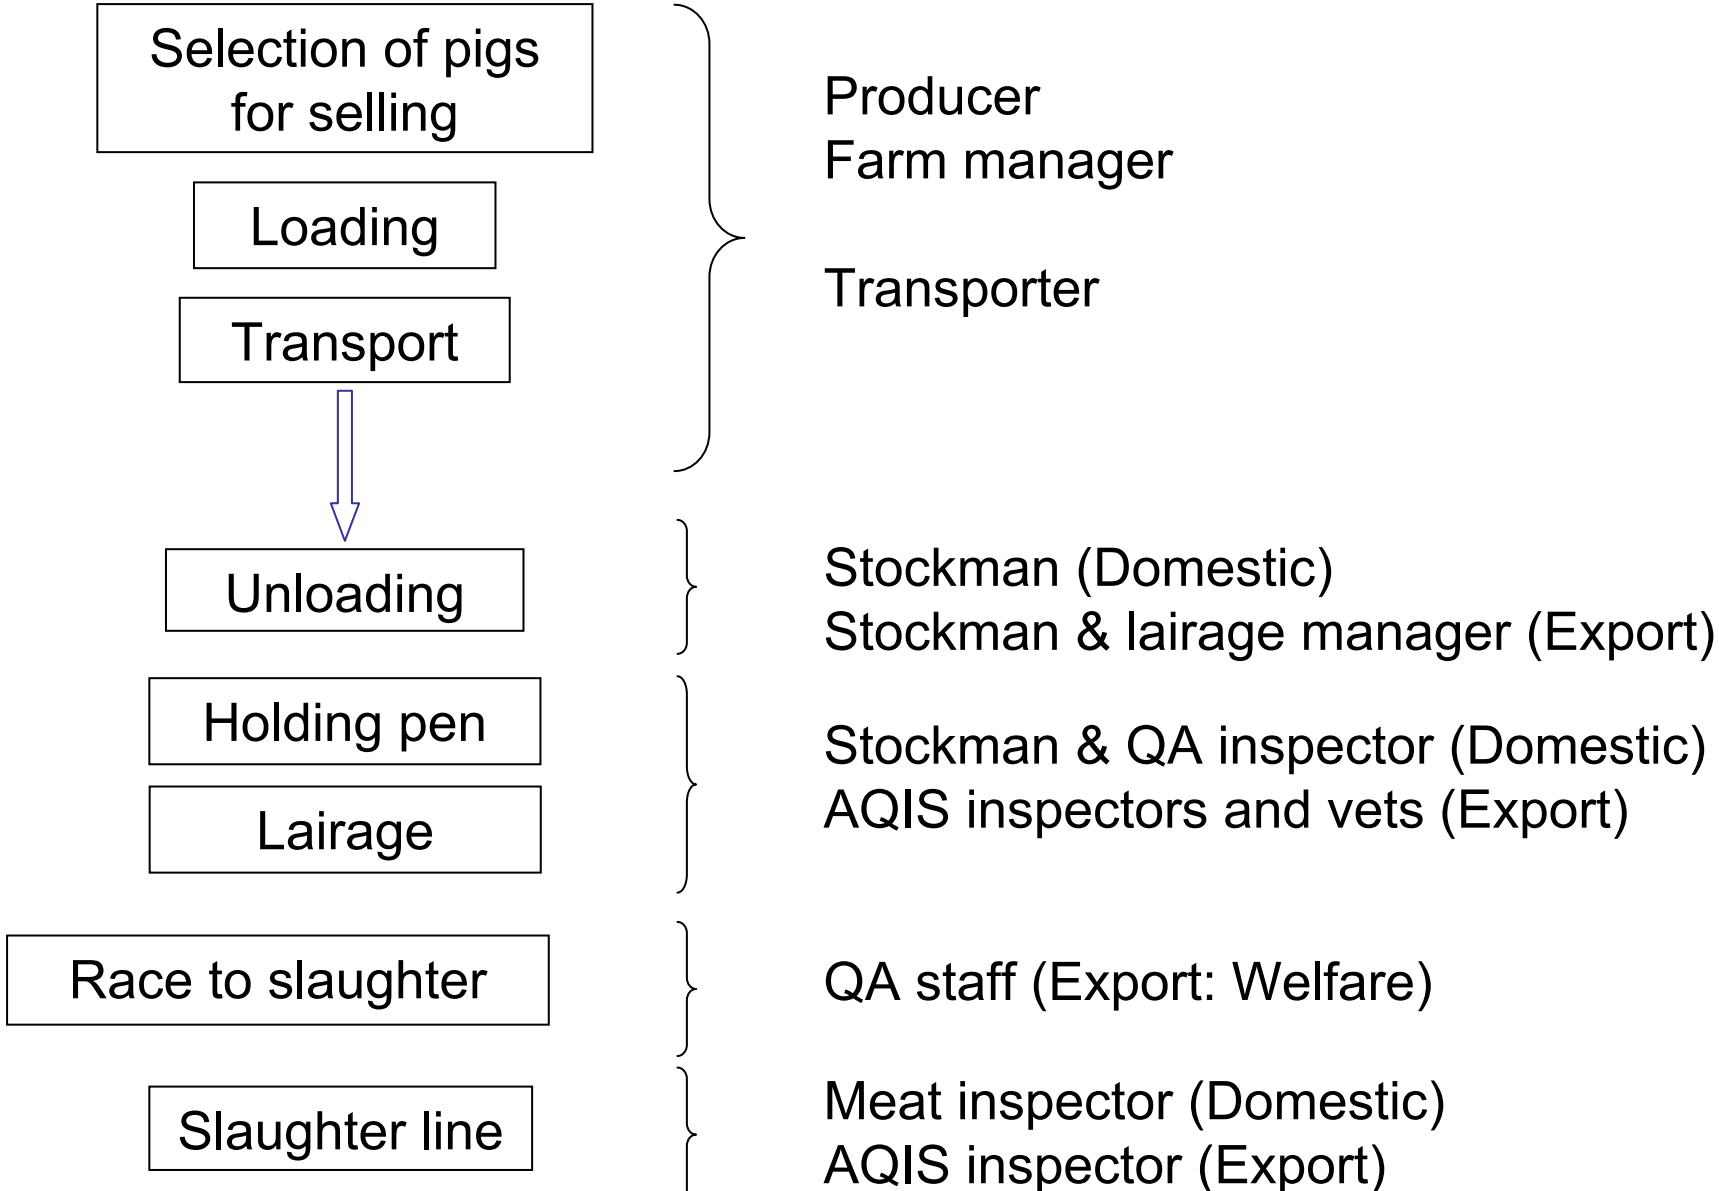 Selection of pigs
for selling
Producer
Farm manager
Loading
Transporter
Transport
Unloading
Stockman (Domestic)
Stockman & lairage manager (Export)
Holding pen
Stockman & QA inspector (Domestic)
AQIS inspectors and vets (Export)
Lairage
Race to slaughter
QA staff (Export: Welfare)
Slaughter line
Meat inspector (Domestic)
AQIS inspector (Export)